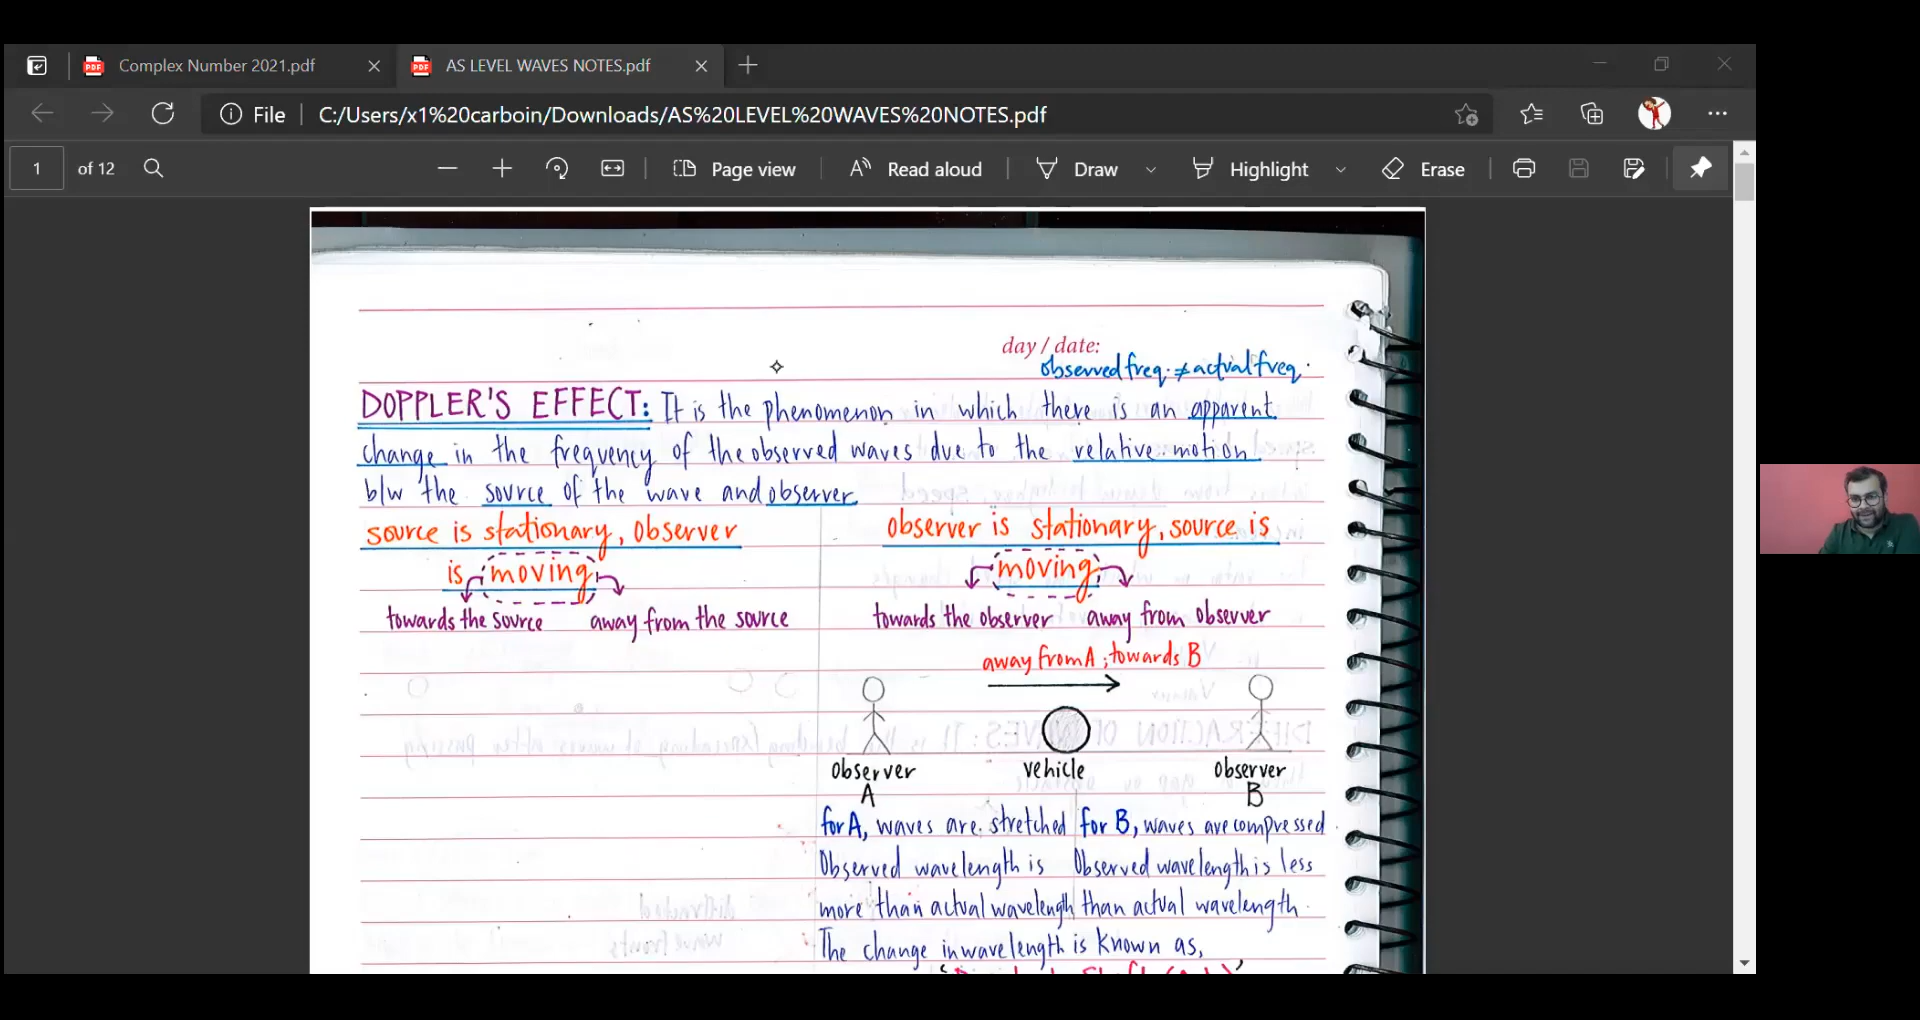 Complex Number 2021.pdf
AS LEVEL WAVES NOTES.pdf
File
C:/Users/x1%20carboin/Downloads/AS%20LEVEL%20WAVES%20NOTES.pdf
1 of 12
Page view
Read aloud
Draw
Highlight
Erase
day / date:
observed freq. ≠ actual freq.
DOPPLER'S EFFECT: It is the phenomenon in which there is an apparent
change in the frequency of the observed waves due to the relative motion
b/w the source of the wave and observer.
source is stationary, observer
is moving
towards the source away from the source
observer is stationary, source is
moving
towards the observer away from observer
away from A ; towards B
observer
A
vehicle
observer
B
for A, waves are stretched
Observed wavelength is
more than actual wavelength
for B, waves are compressed
Observed wavelength is less
than actual wavelength.
The change in wavelength is known as,